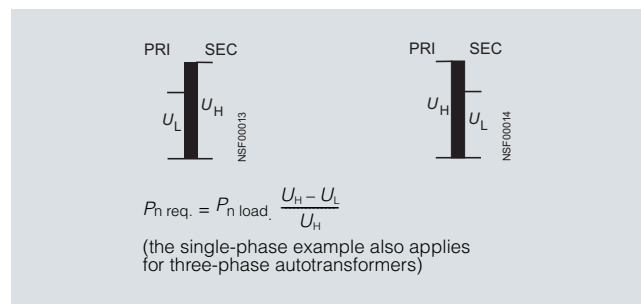 PRI SEC
U_L U_H
NSF00013
PRI SEC
U_H U_L
NSF00014
P_n req. = P_n load. (U_H – U_L) / U_H
(the single-phase example also applies
for three-phase autotransformers)